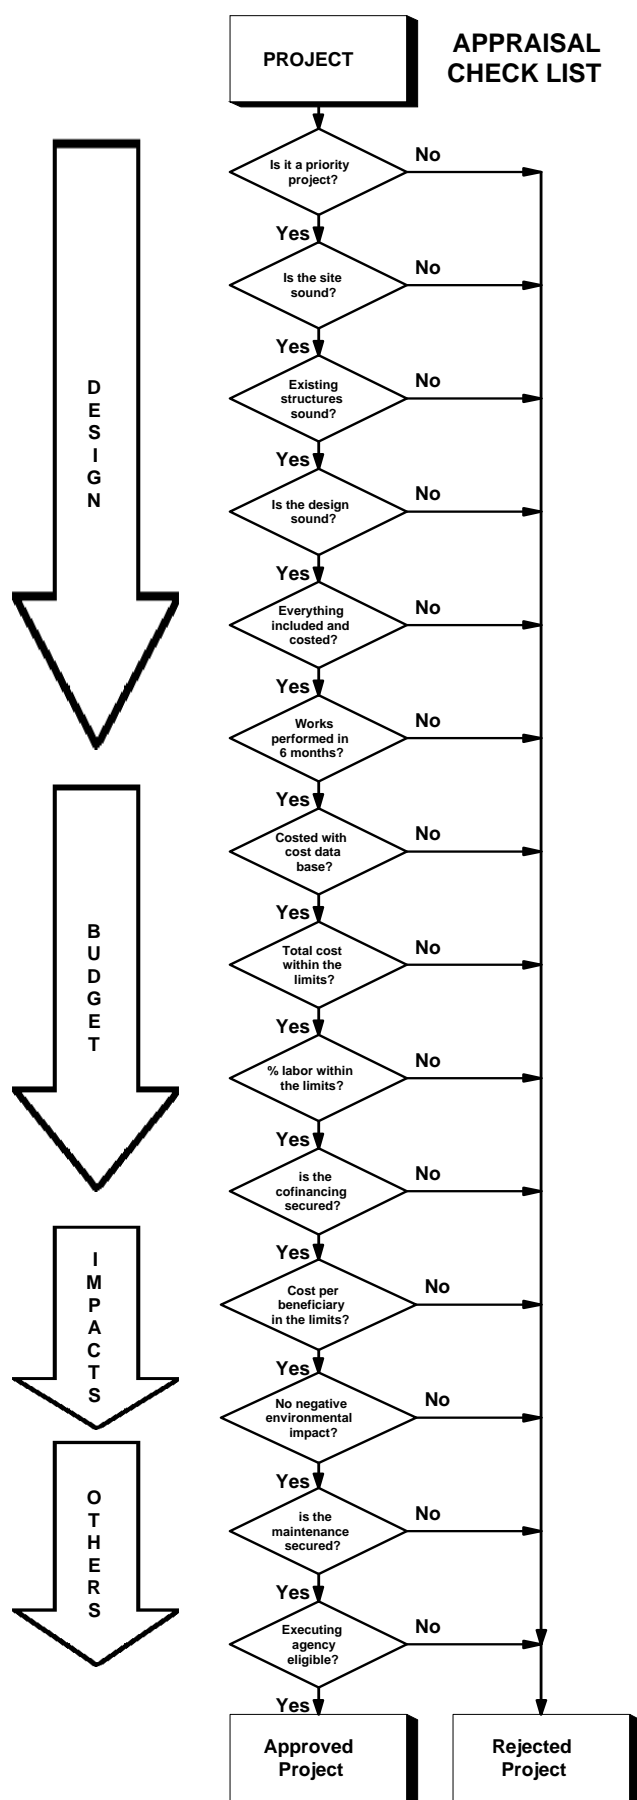 PROJECT
APPRAISAL
CHECK LIST
Is it a priority
project?
No
Yes
Is the site
sound?
No
Yes
Existing
structures
sound?
No
Yes
Is the design
sound?
No
Yes
Everything
included and
costed?
No
Yes
Works
performed in
6 months?
No
Yes
Costed with
cost data
base?
No
Yes
Total cost
within the
limits?
No
Yes
% labor within
the limits?
No
Yes
is the
cofinancing
secured?
No
Yes
Cost per
beneficiary
in the limits?
No
Yes
No negative
environmental
impact?
No
Yes
is the
maintenance
secured?
No
Yes
Executing
agency
eligible?
No
Yes
Approved
Project
Rejected
Project
DESIGN
BUDGET
IMPACTS
OTHERS